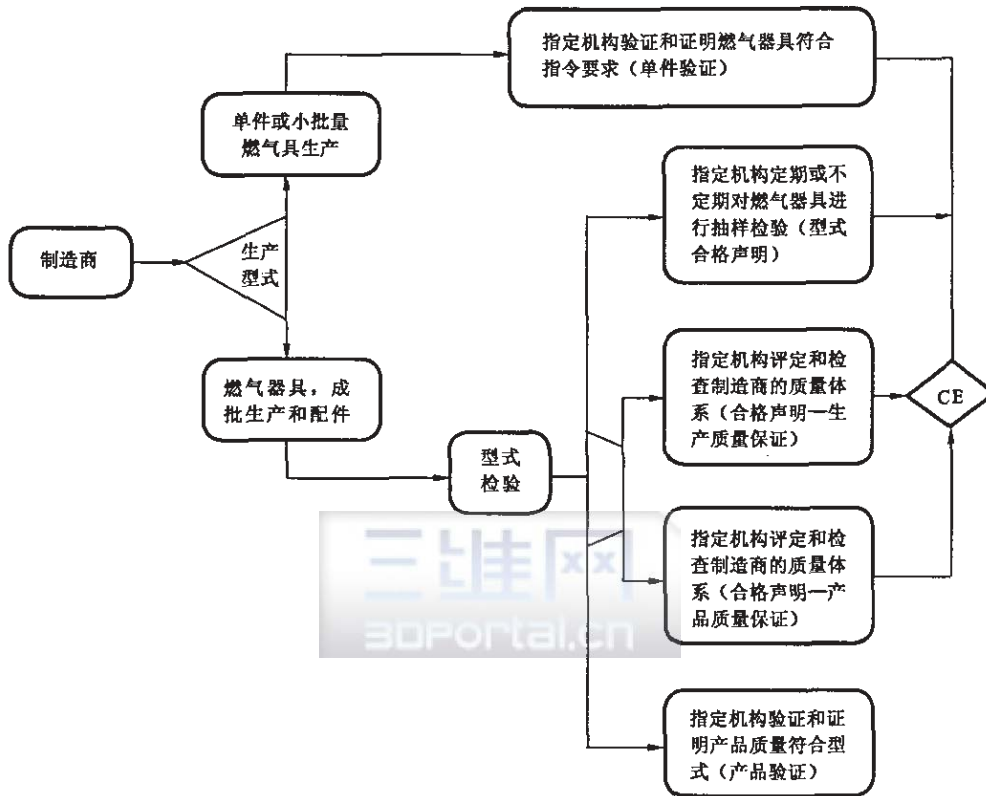 指定机构验证和证明燃气器具符合
指令要求（单件验证）
单件或小批量
燃气具生产
指定机构定期或不
定期对燃气器具进
行抽样检验（型式
合格声明）
制造商
生产
型式
燃气器具，成
批生产和配件
指定机构评定和检
查制造商的质量体
系（合格声明—生
产质量保证）
CE
型式
检验
指定机构评定和检
查制造商的质量体
系（合格声明—产
品质量保证）
三维网
xx
3DPortal.cn
指定机构验证和证
明产品质量符合型
式（产品验证）